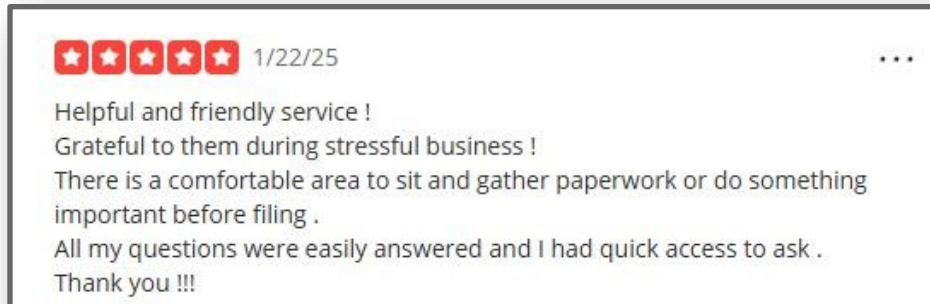 1/22/25
Helpful and friendly service !
Grateful to them during stressful business !
There is a comfortable area to sit and gather paperwork or do something
important before filing .
All my questions were easily answered and I had quick access to ask .
Thank you !!!